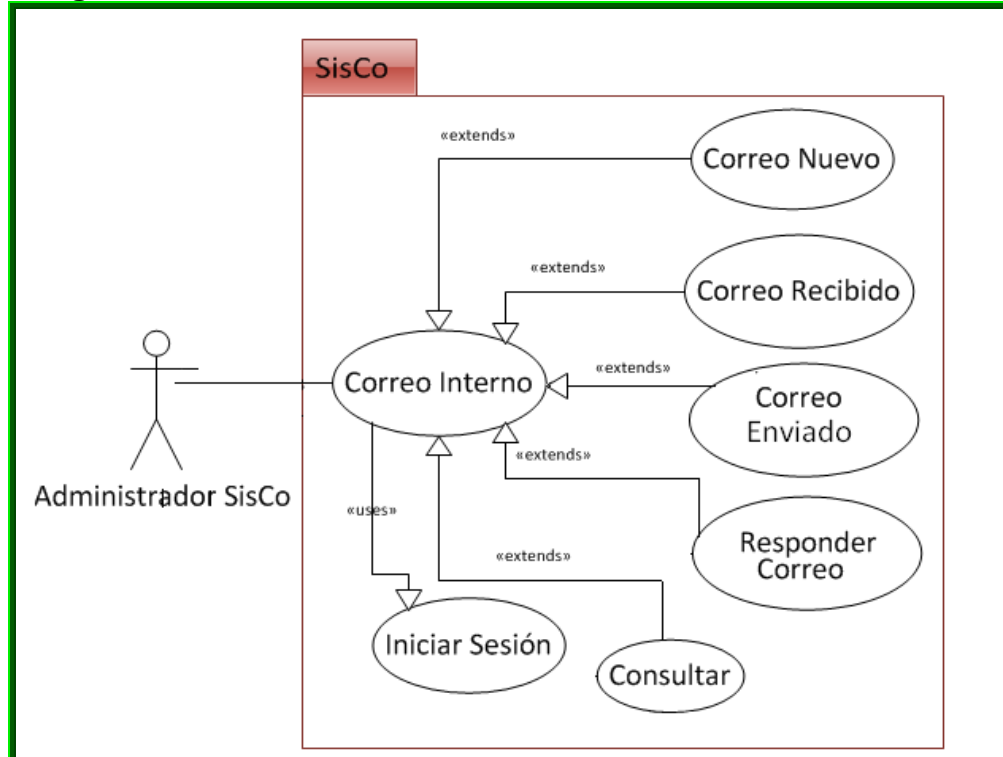 SisCo
«extends»
Correo Nuevo
«extends»
Correo Recibido
«extends»
Correo Interno
Correo
Enviado
«extends»
Administrador SisCo
«uses»
Responder
Correo
«extends»
Iniciar Sesión
Consultar